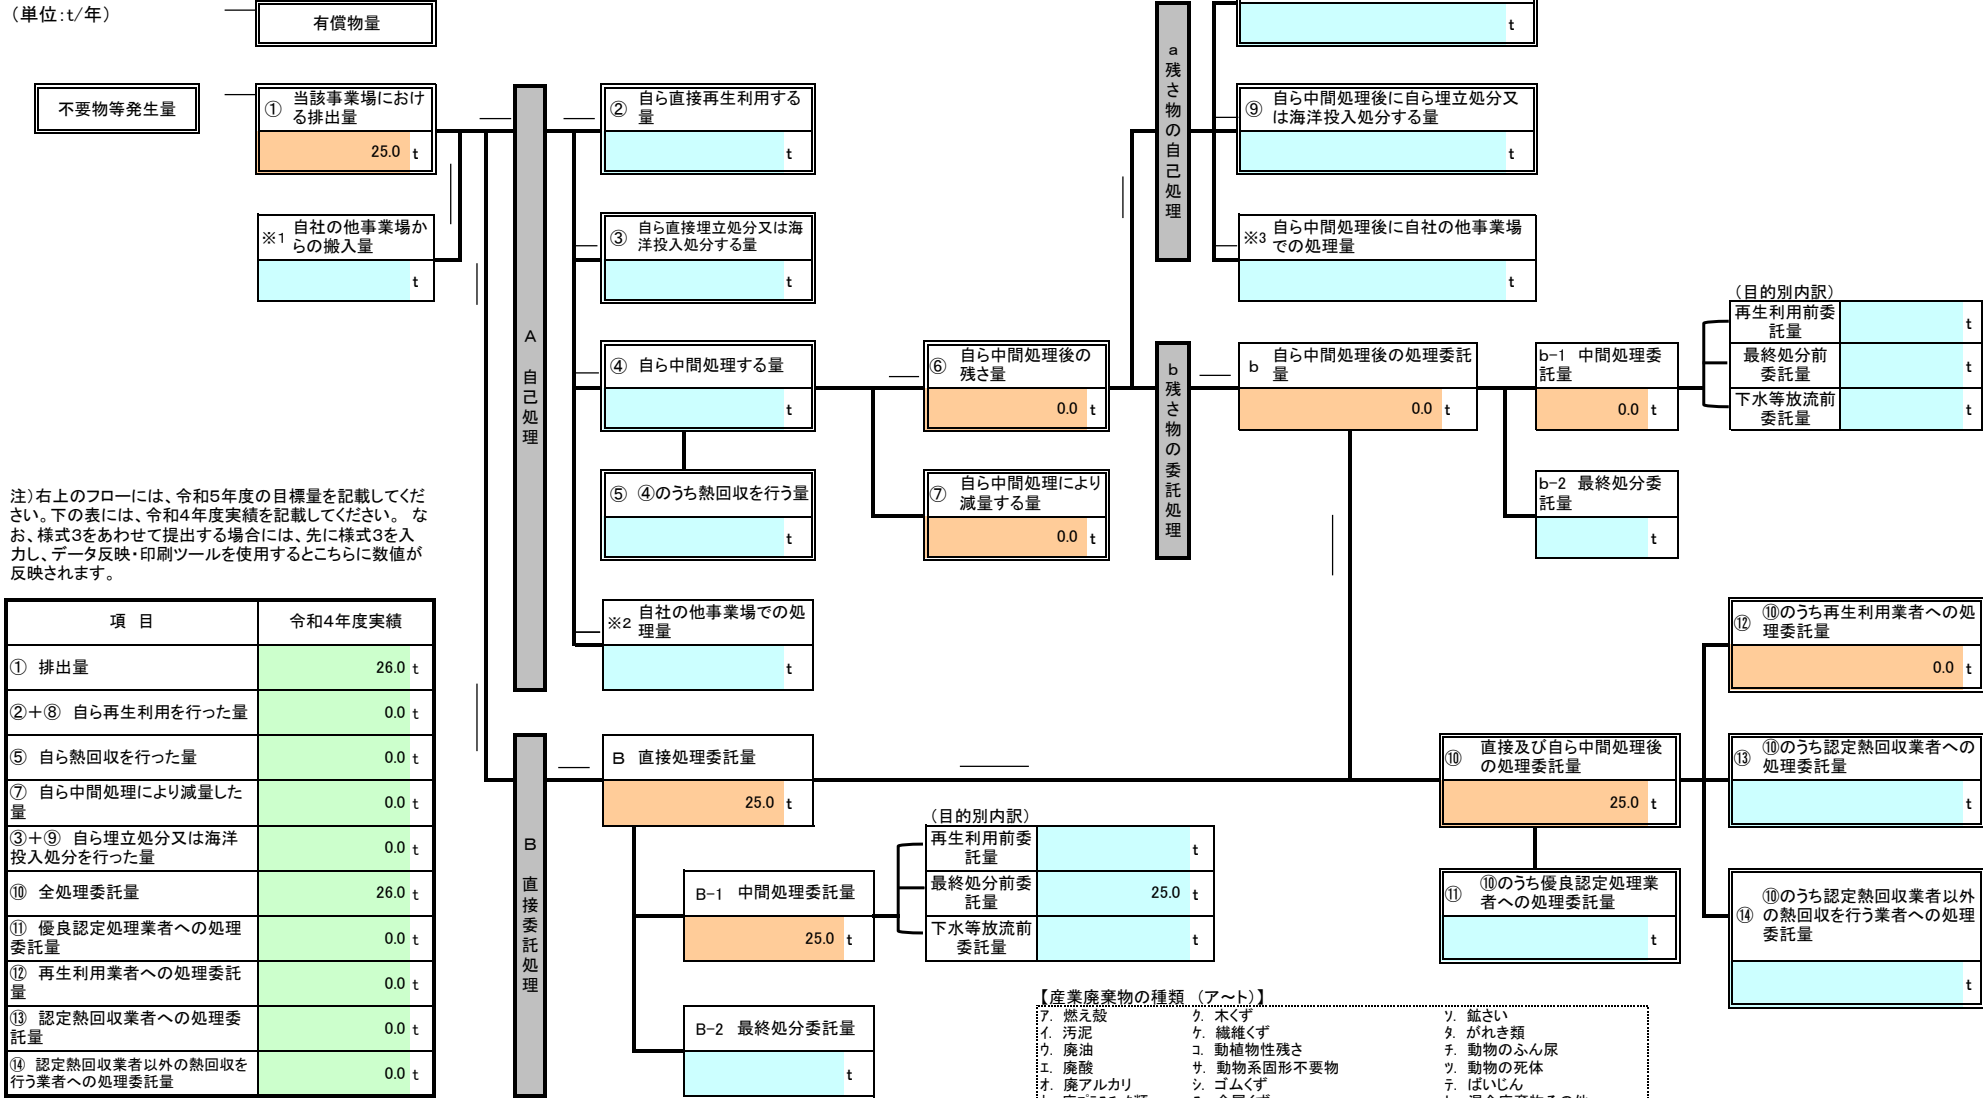 （単位:t/年）
有償物量
不要物等発生量
① 当該事業場におけ
る排出量
25.0 t
※1 自社の他事業場か
らの搬入量
t
A 自己処理
② 自ら直接再生利用する
量
t
③ 自ら直接埋立処分又は海
洋投入処分する量
t
④ 自ら中間処理する量
t
⑤ ④のうち熱回収を行う量
t
※2 自社の他事業場での処
理量
t
⑥ 自ら中間処理後の
残さ量
0.0 t
⑦ 自ら中間処理により
減量する量
0.0 t
a 残さ物の自己処理
t
⑨ 自ら中間処理後に自ら埋立処分又
は海洋投入処分する量
t
※3 自ら中間処理後に自社の他事業場
での処理量
t
b 残さ物の委託処理
b 自ら中間処理後の処理委託
量
0.0 t
b-1 中間処理委
託量
0.0 t
b-2 最終処分委
託量
t
（目的別内訳）
再生利用前委
託量
t
最終処分前
委託量
t
下水等放流前
委託量
t
注）右上のフローには、令和5年度の目標量を記載してくだ
さい。下の表には、令和4年度実績を記載してください。 な
お、様式3をあわせて提出する場合には、先に様式3を入
力し、データ反映・印刷ツールを使用するとこちらに数値が
反映されます。
項 目 令和4年度実績
① 排出量 26.0 t
②+⑧ 自ら再生利用を行った量 0.0 t
⑤ 自ら熱回収を行った量 0.0 t
⑦ 自ら中間処理により減量した
量 0.0 t
③+⑨ 自ら埋立処分又は海洋
投入処分を行った量 0.0 t
⑩ 全処理委託量 26.0 t
⑪ 優良認定処理業者への処理
委託量 0.0 t
⑫ 再生利用業者への処理委託
量 0.0 t
⑬ 認定熱回収業者への処理委
託量 0.0 t
⑭ 認定熱回収業者以外の熱回収を
行う業者への処理委託量 0.0 t
B 直接委託処理
B 直接処理委託量
25.0 t
B-1 中間処理委託量
25.0 t
B-2 最終処分委託量
t
（目的別内訳）
再生利用前委
託量
t
最終処分前委
託量
25.0 t
下水等放流前
委託量
t
⑩ 直接及び自ら中間処理後
の処理委託量
25.0 t
⑪ ⑩のうち優良認定処理業
者への処理委託量
t
⑫ ⑩のうち再生利用業者への処
理委託量
0.0 t
⑬ ⑩のうち認定熱回収業者への
処理委託量
t
⑭ ⑩のうち認定熱回収業者以外
の熱回収を行う業者への処理
委託量
t
【産業廃棄物の種類 （ア～ト）】
ア. 燃え殻 ク. 木くず ソ. 鉱さい
イ. 汚泥 ケ. 繊維くず タ. がれき類
ウ. 廃油 コ. 動植物性残さ チ. 動物のふん尿
エ. 廃酸 サ. 動物系固形不要物 ツ. 動物の死体
オ. 廃アルカリ シ. ゴムくず テ. ばいじん